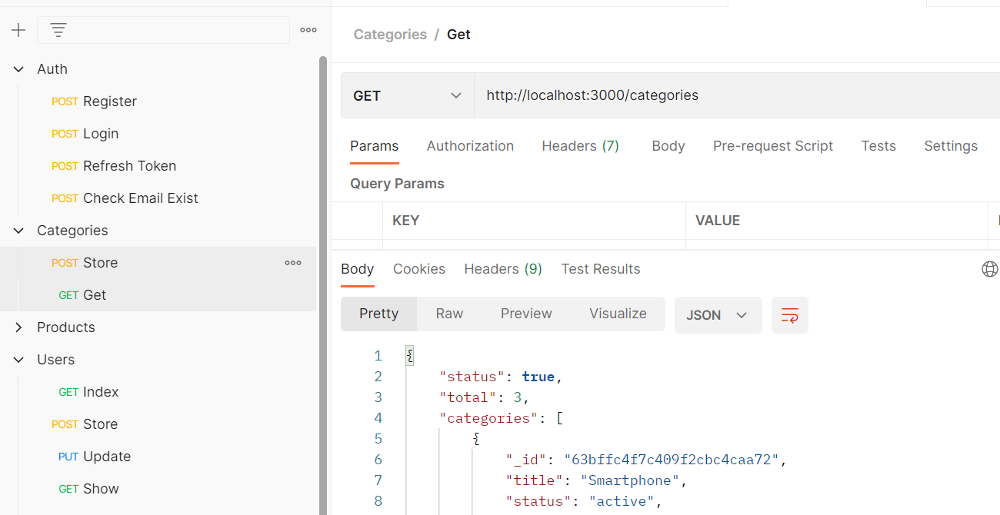 Auth
POST Register
POST Login
POST Refresh Token
POST Check Email Exist
Categories
POST Store
GET Get
Products
Users
GET Index
POST Store
PUT Update
GET Show
Categories / Get
GET http://localhost:3000/categories
Params Authorization Headers (7) Body Pre-request Script Tests Settings
Query Params
KEY VALUE
Body Cookies Headers (9) Test Results
Pretty Raw Preview Visualize JSON
1 {
2 "status": true,
3 "total": 3,
4 "categories": [
5 {
6 "_id": "63bffc4f7c409f2cbc4caa72",
7 "title": "Smartphone",
8 "status": "active",